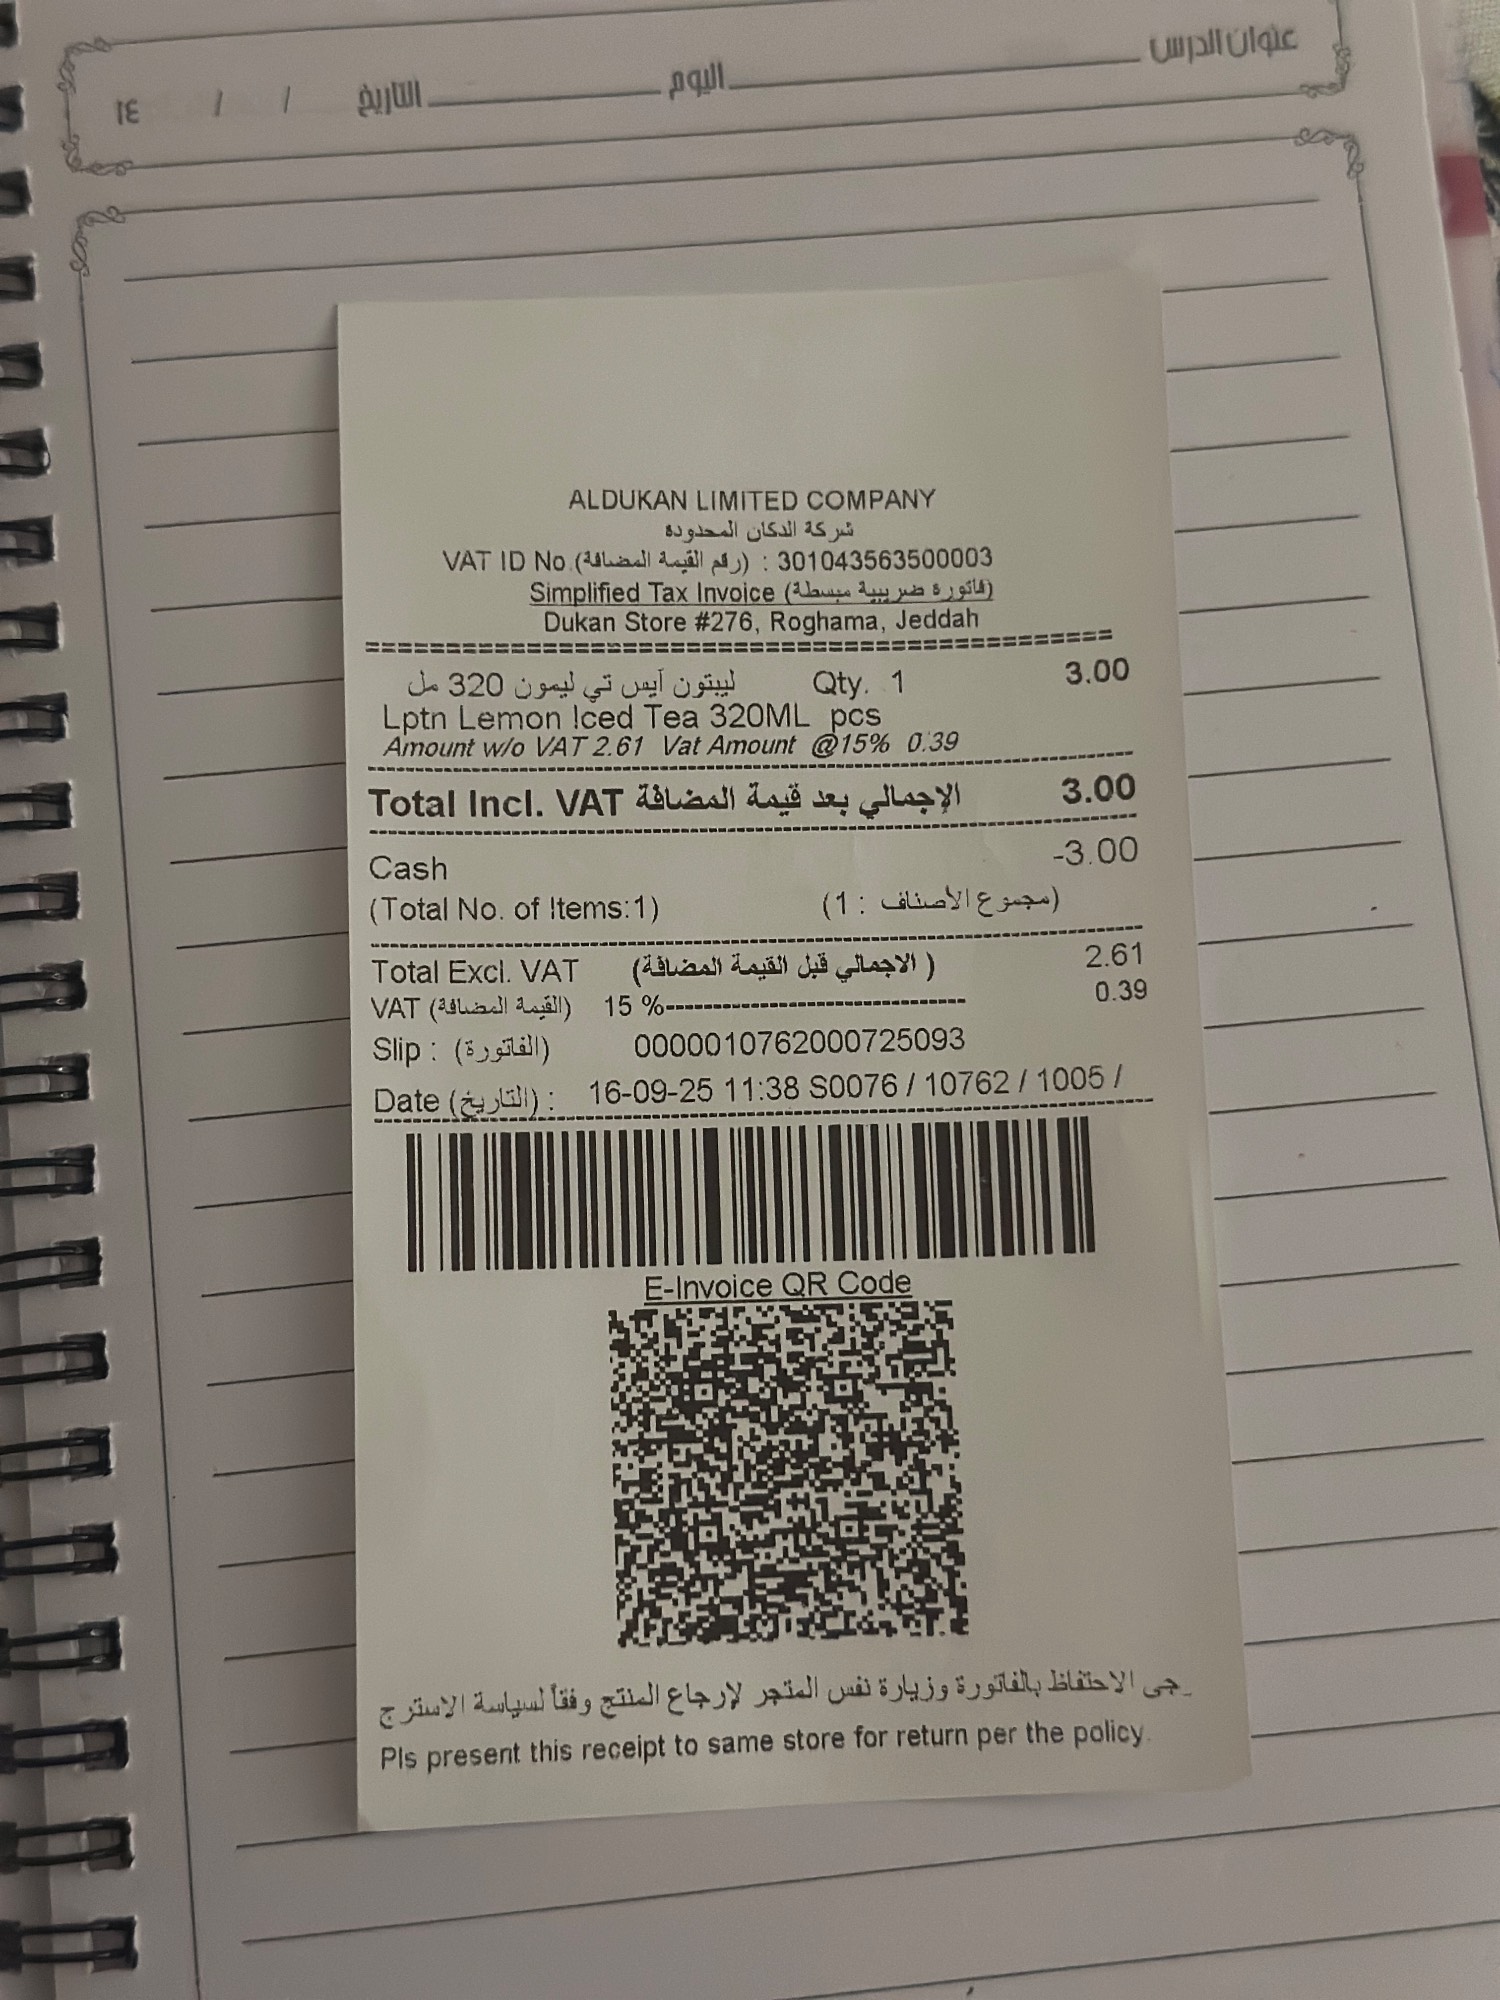 عنوان الدرس اليوم التاريخ / / ١٤
ALDUKAN LIMITED COMPANY
شركة الدكان المحدوده
VAT ID No.(رقم القيمة المضافة) : 301043563500003
Simplified Tax Invoice (فاتورة ضريبية مبسطة)
Dukan Store #276, Roghama, Jeddah
ليبتون آيس تي ليمون 320 مل Qty. 1 3.00
Lptn Lemon Iced Tea 320ML pcs
Amount w/o VAT 2.61 Vat Amount @15% 0.39
Total Incl. VAT الإجمالي بعد قيمة المضافة 3.00
Cash -3.00
(Total No. of Items:1) (مجموع الأصناف : 1)
Total Excl. VAT (الاجمالي قبل القيمة المضافة ) 2.61
VAT (القيمة المضافة) 15 %------------------------------ 0.39
Slip : (الفاتورة) 0000010762000725093
Date (التاريخ) : 16-09-25 11:38 S0076 / 10762 / 1005 /
E-Invoice QR Code
جى الاحتفاظ بالفاتورة وزيارة نفس المتجر لإرجاع المنتج وفقاً لسياسة الاسترج
Pls present this receipt to same store for return per the policy.